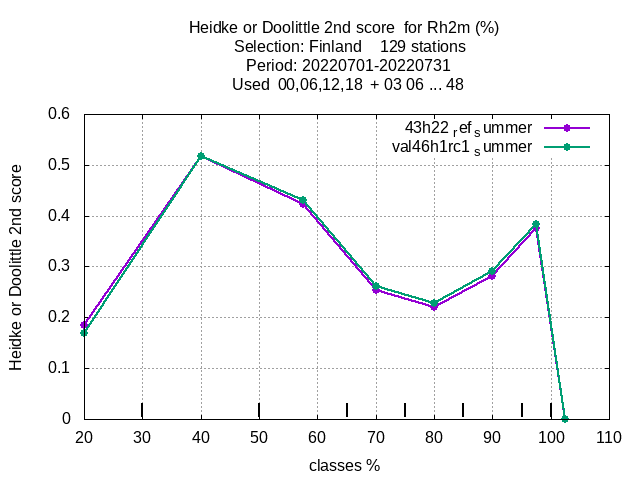 Heidke or Doolittle 2nd score  for Rh2m (%)
Selection: Finland    129 stations
Period: 20220701-20220731
Used  00,06,12,18  + 03 06 ... 48
0.6
0.5
0.4
0.3
0.2
0.1
0
Heidke or Doolittle 2nd score
43h22 ref summer
val46h1rc1 summer
20 30 40 50 60 70 80 90 100 110
classes %